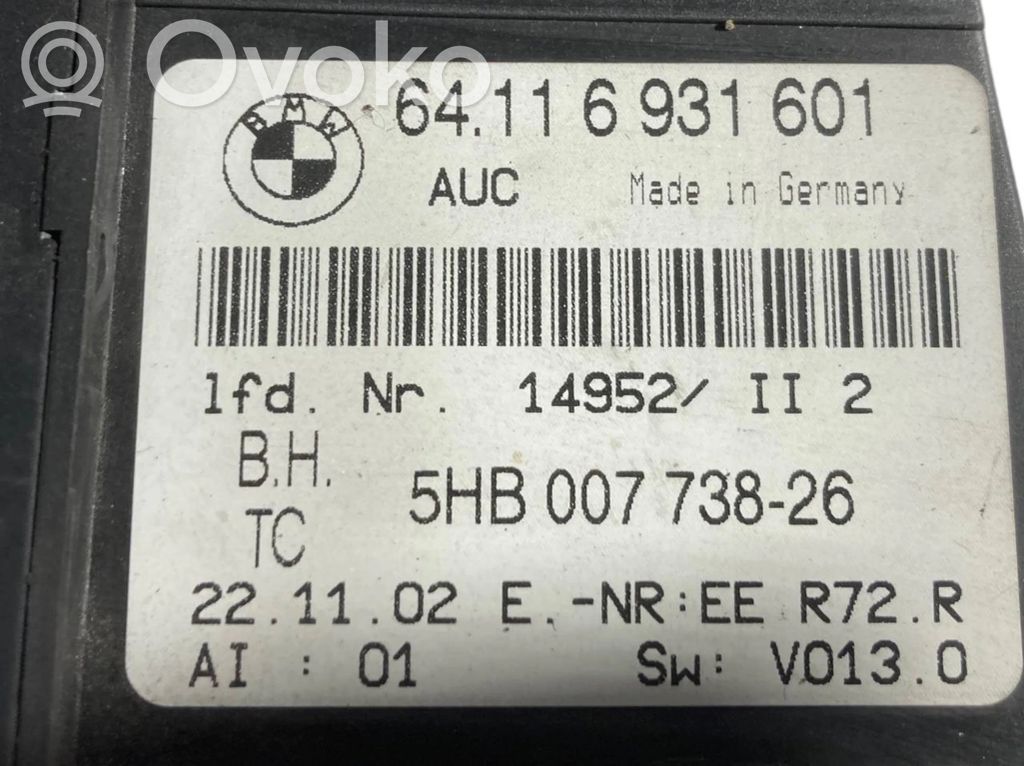 Ovoko
BMW
64.11 6 931 601
AUC Made in Germany
lfd. Nr. 14952/ II 2
B.H.
5HB 007 738-26
TC
22.11.02 E.-NR:EE R72.R
AI : 01 Sw: V013.0